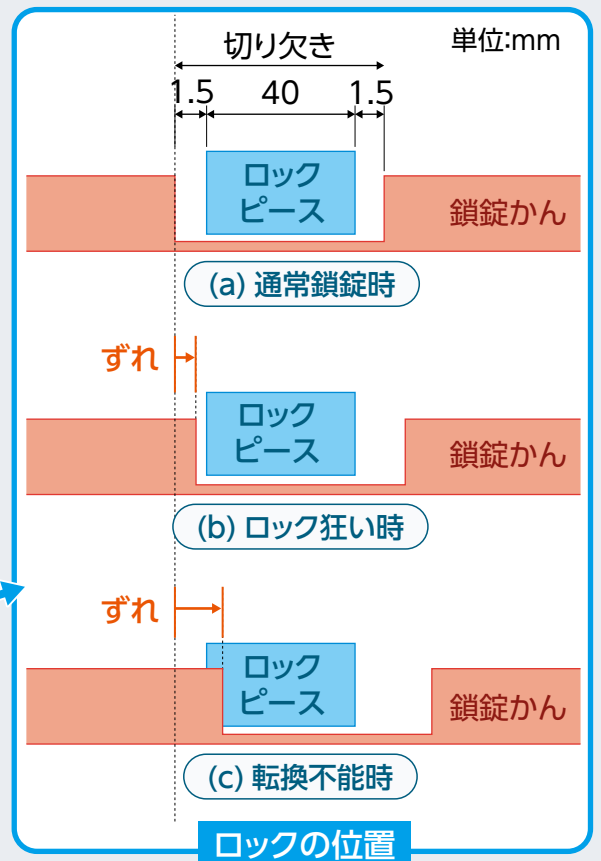 切り欠き
単位:mm
1.5
40
1.5
ロック
ピース
鎖錠かん
(a) 通常鎖錠時
ずれ
ロック
ピース
鎖錠かん
(b) ロック狂い時
ずれ
ロック
ピース
鎖錠かん
(c) 転換不能時
ロックの位置